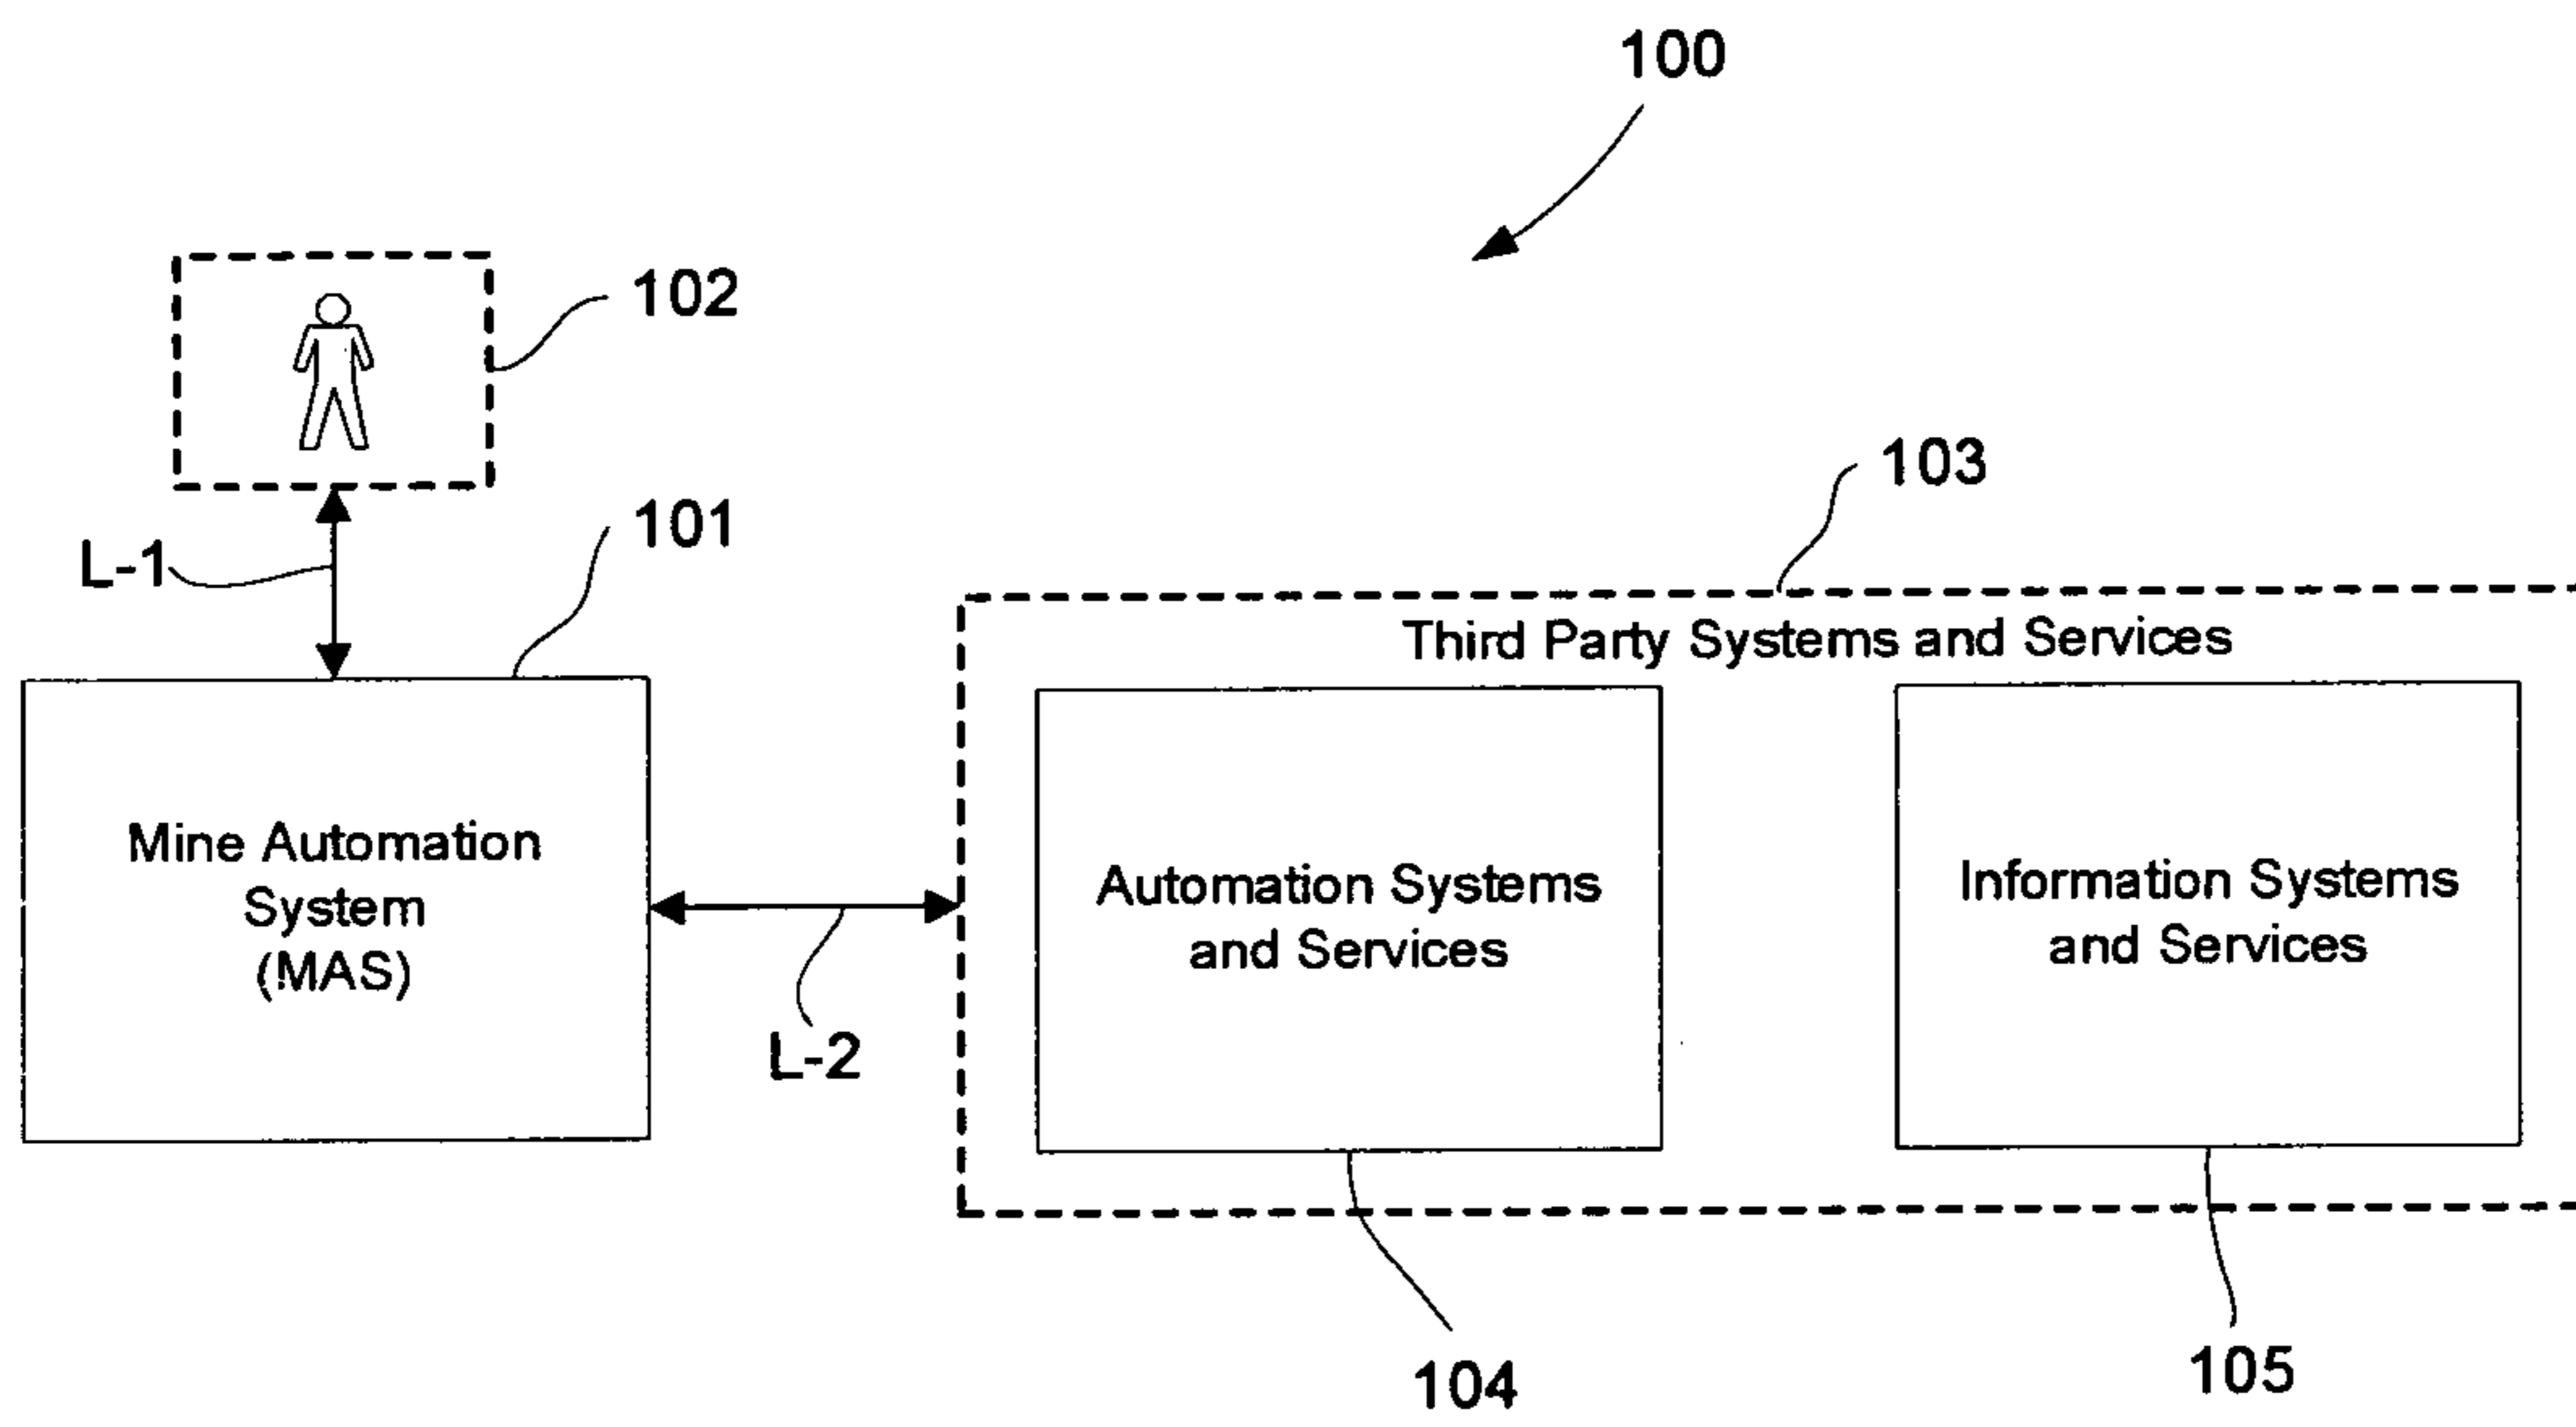 100
102
103
101
L-1
Third Party Systems and Services
Mine Automation
System
(MAS)
Automation Systems
and Services
Information Systems
and Services
L-2
104
105